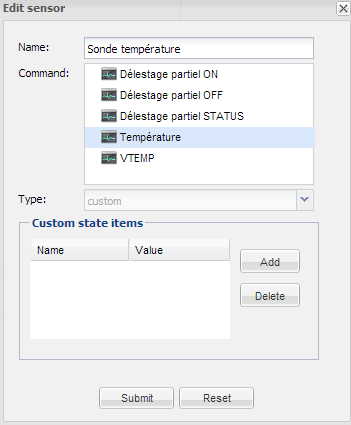 Edit sensor
Name: Sonde température
Command: Délestage partiel ON
Délestage partiel OFF
Délestage partiel STATUS
Température
VTEMP
Type: custom
Custom state items
Name Value
Add
Delete
Submit Reset